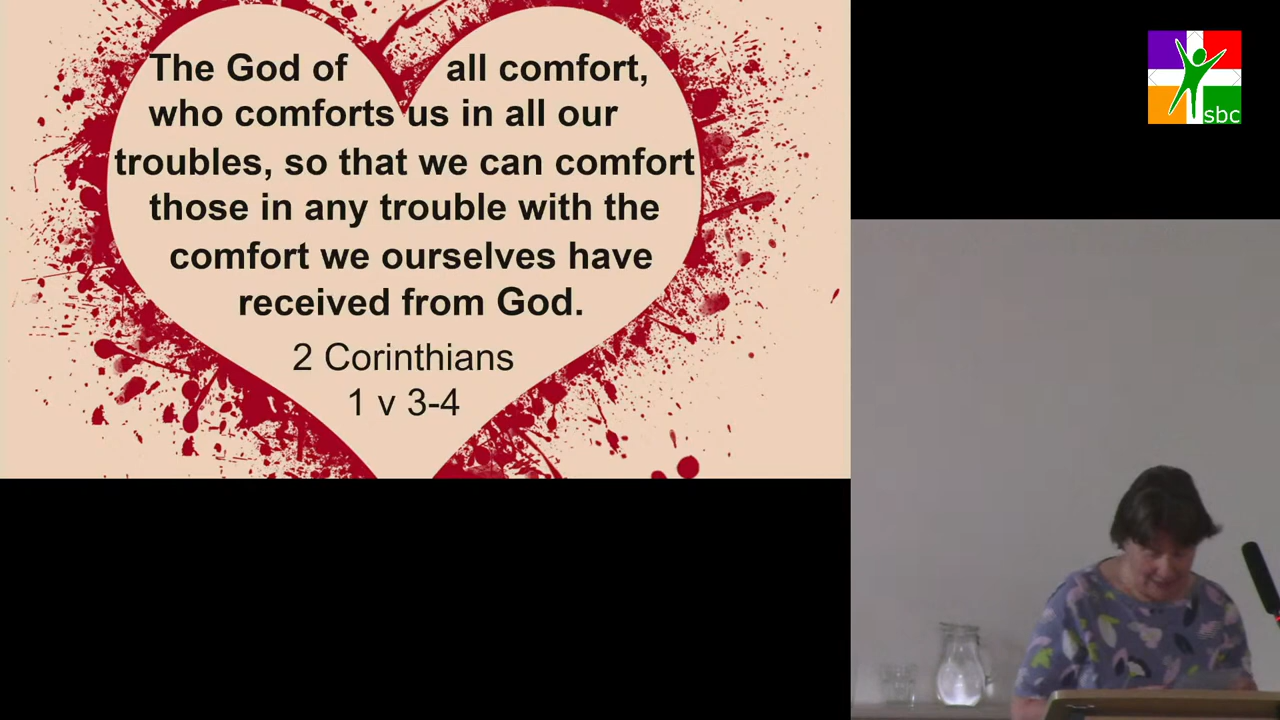 The God of all comfort,
who comforts us in all our
troubles, so that we can comfort
those in any trouble with the
comfort we ourselves have
received from God.
2 Corinthians
1 v 3-4
sbc